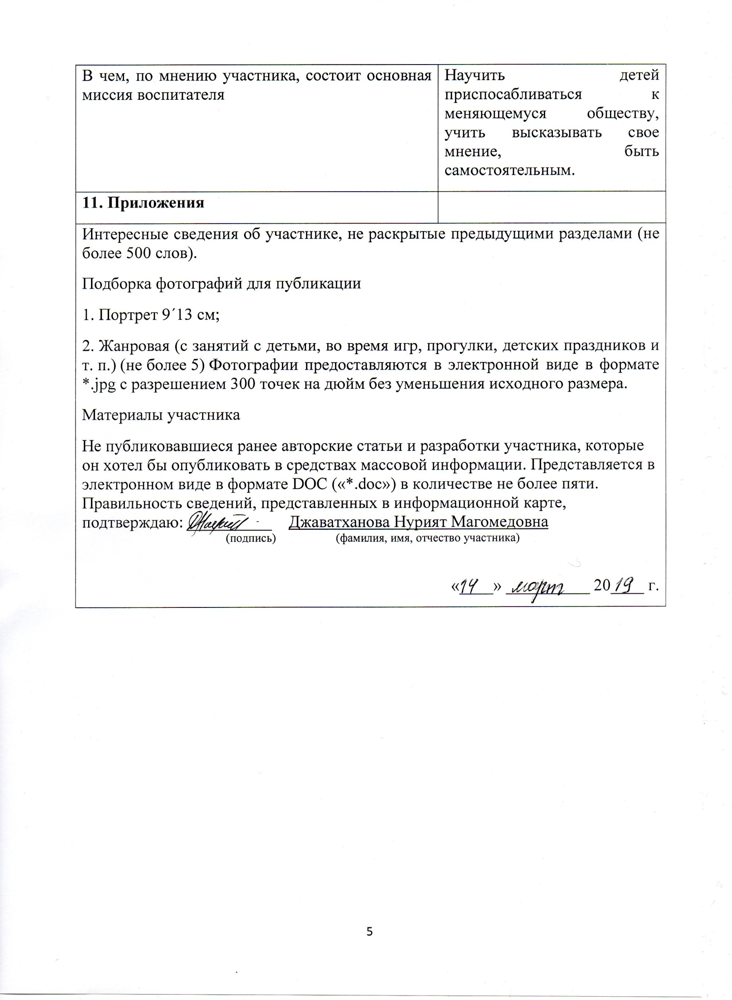 В чем, по мнению участника, состоит основная
миссия воспитателя
Научить детей
приспосабливаться к
меняющемуся обществу,
учить высказывать свое
мнение, быть
самостоятельным.
11. Приложения
Интересные сведения об участнике, не раскрытые предыдущими разделами (не
более 500 слов).
Подборка фотографий для публикации
1. Портрет 9´13 см;
2. Жанровая (с занятий с детьми, во время игр, прогулки, детских праздников и
т. п.) (не более 5) Фотографии предоставляются в электронной виде в формате
*.jpg с разрешением 300 точек на дюйм без уменьшения исходного размера.
Материалы участника
Не публиковавшиеся ранее авторские статьи и разработки участника, которые
он хотел бы опубликовать в средствах массовой информации. Представляется в
электронном виде в формате DOC («*.doc») в количестве не более пяти.
Правильность сведений, представленных в информационной карте,
подтверждаю: Джаватханова Нурият Магомедовна
(подпись) (фамилия, имя, отчество участника)
«14» март 2019 г.
5